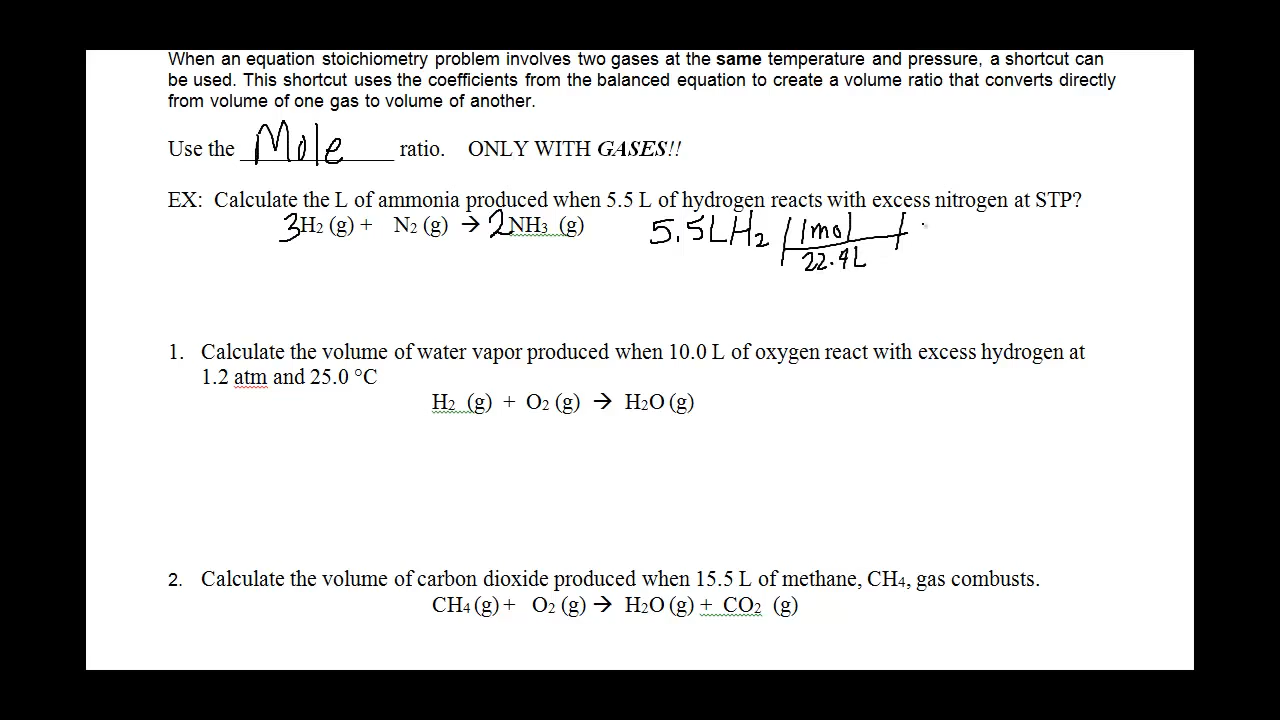 When an equation stoichiometry problem involves two gases at the same temperature and pressure, a shortcut can
be used. This shortcut uses the coefficients from the balanced equation to create a volume ratio that converts directly
from volume of one gas to volume of another.
Use the Mole ratio. ONLY WITH GASES!!
EX: Calculate the L of ammonia produced when 5.5 L of hydrogen reacts with excess nitrogen at STP?
3H2 (g) + N2 (g) → 2NH3 (g) 5.5LH2 1mol
22.4L
1. Calculate the volume of water vapor produced when 10.0 L of oxygen react with excess hydrogen at
1.2 atm and 25.0 °C
H2 (g) + O2 (g) → H2O (g)
2. Calculate the volume of carbon dioxide produced when 15.5 L of methane, CH4, gas combusts.
CH4 (g) + O2 (g) → H2O (g) + CO2 (g)